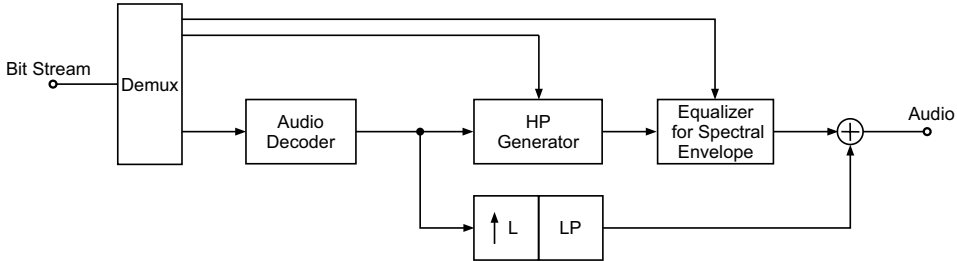 Bit Stream
Demux
Audio
Decoder
HP
Generator
Equalizer
for Spectral
Envelope
Audio
L
LP